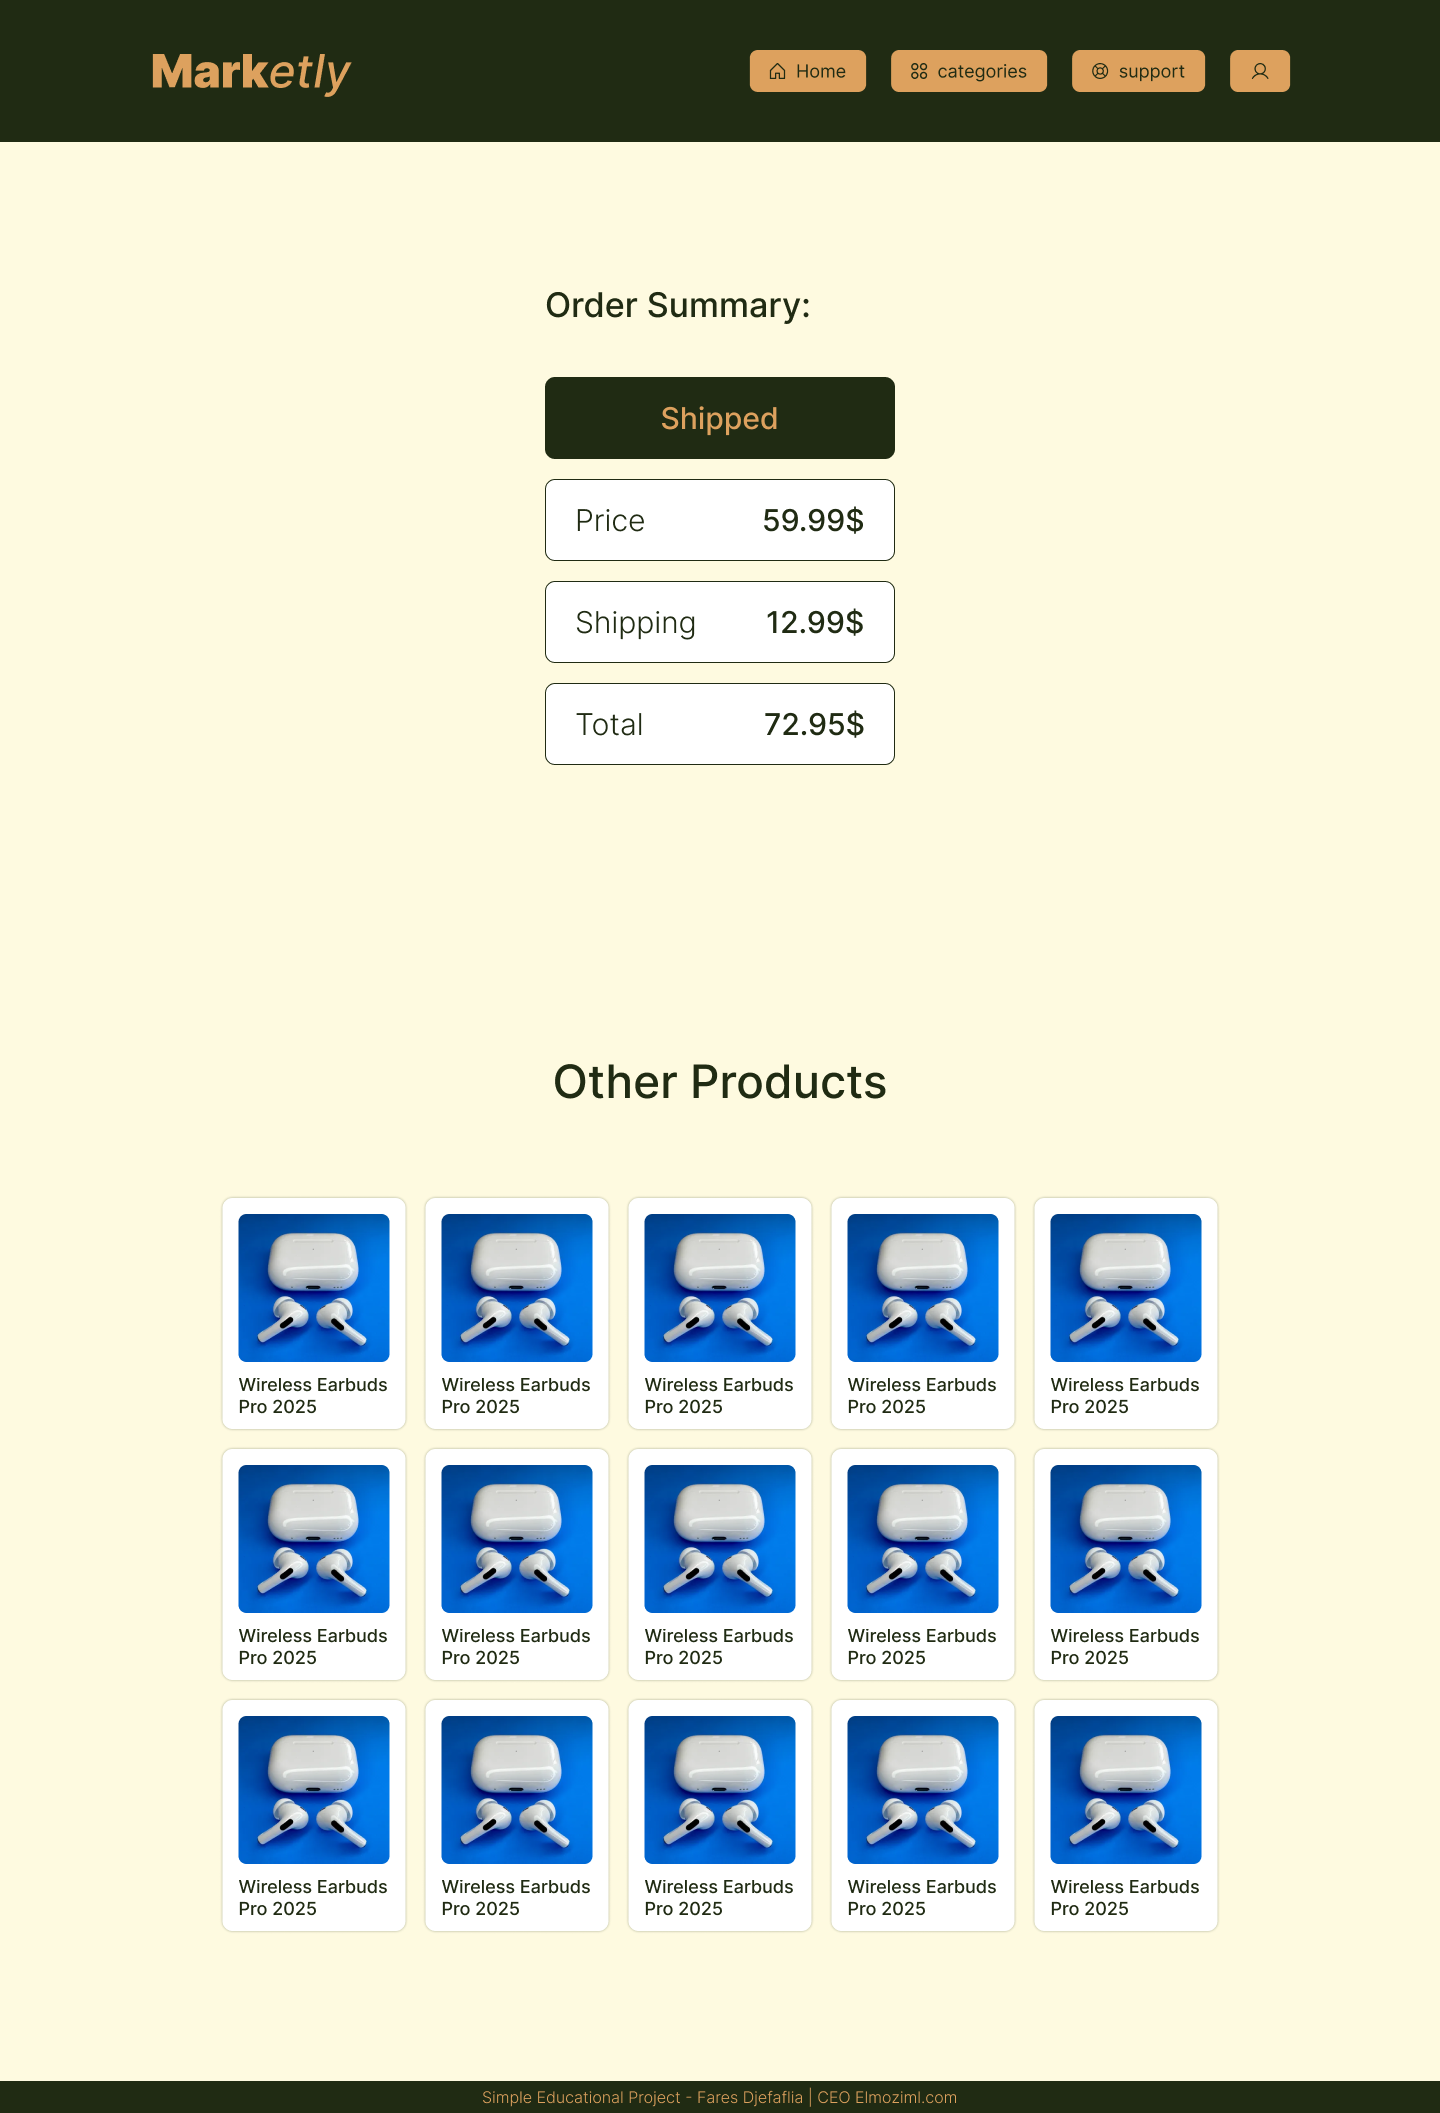 Marketly
Home
categories
support
Order Summary:
Shipped
Price 59.99$
Shipping 12.99$
Total 72.95$
Other Products
Wireless Earbuds Wireless Earbuds Wireless Earbuds Wireless Earbuds Wireless Earbuds
Pro 2025 Pro 2025 Pro 2025 Pro 2025 Pro 2025
Wireless Earbuds Wireless Earbuds Wireless Earbuds Wireless Earbuds Wireless Earbuds
Pro 2025 Pro 2025 Pro 2025 Pro 2025 Pro 2025
Wireless Earbuds Wireless Earbuds Wireless Earbuds Wireless Earbuds Wireless Earbuds
Pro 2025 Pro 2025 Pro 2025 Pro 2025 Pro 2025
Simple Educational Project - Fares Djefaflia | CEO Elmoziml.com